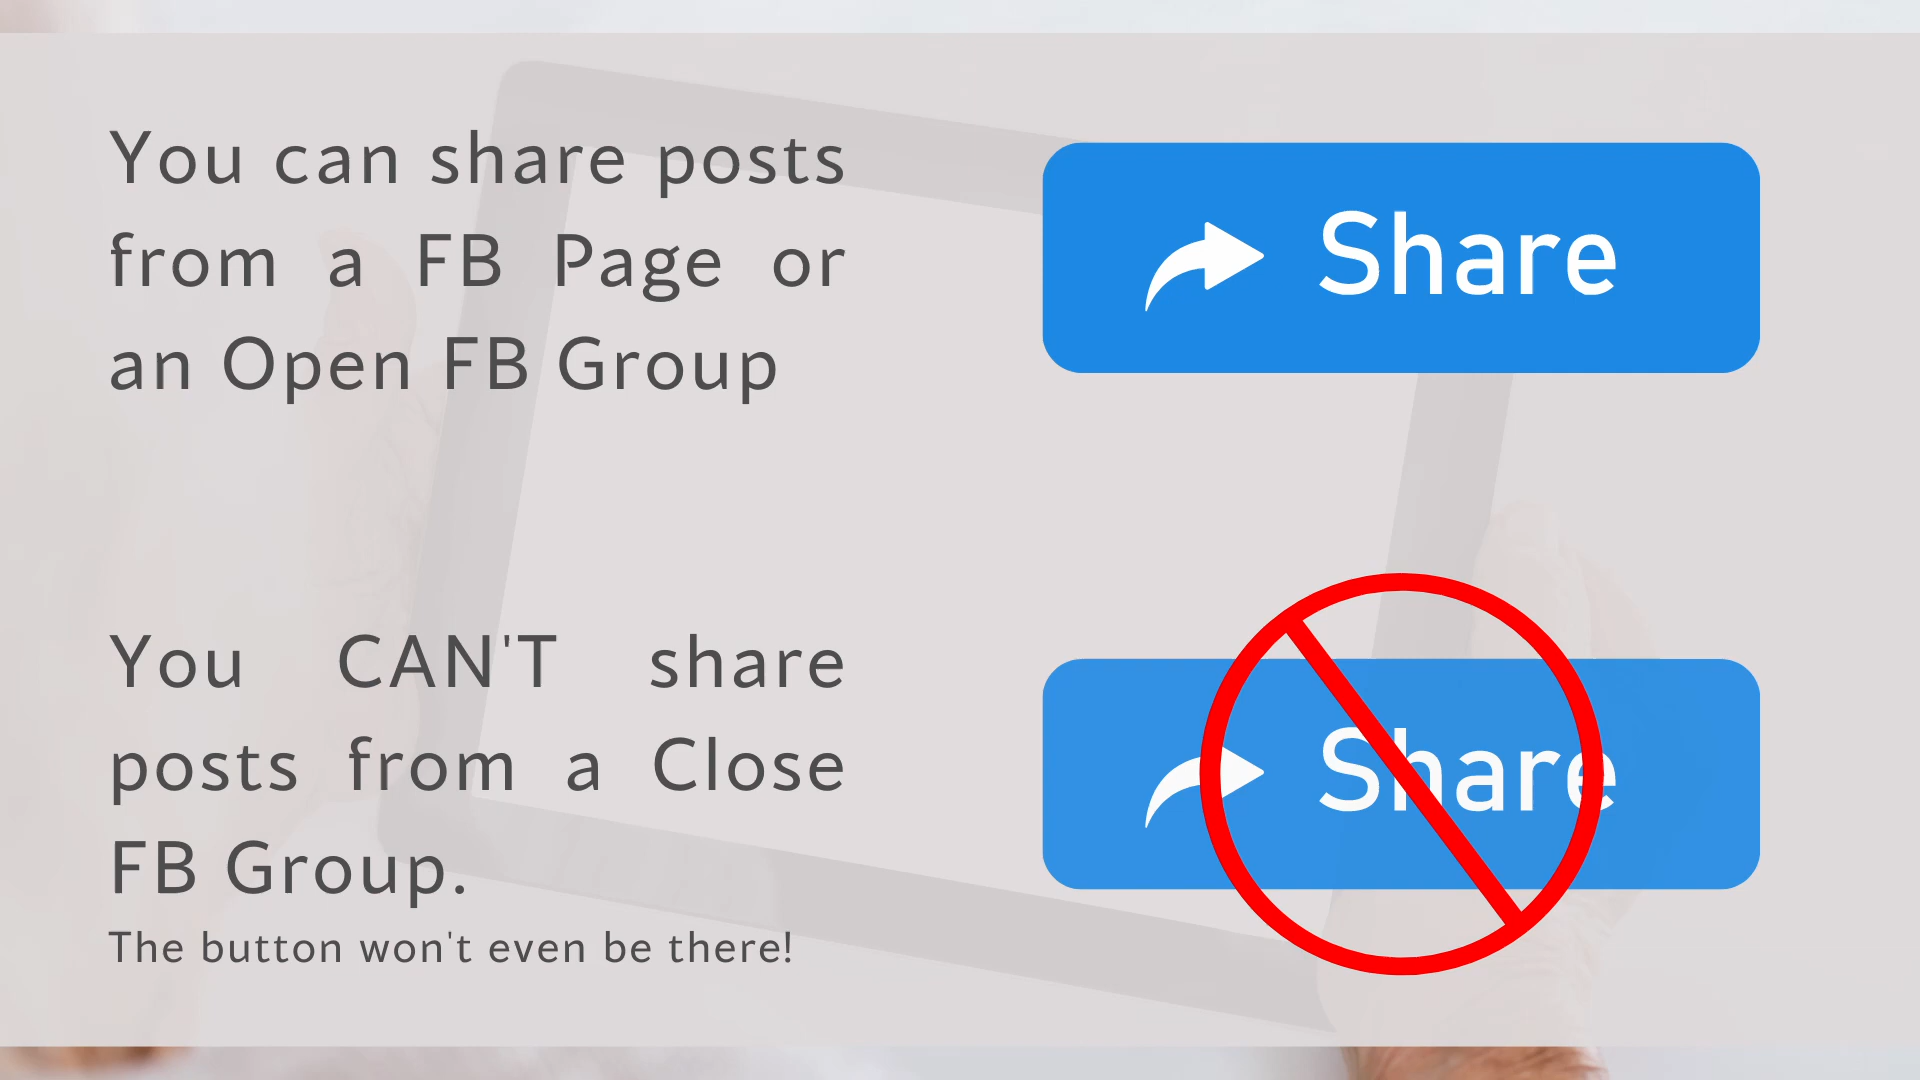 You can share posts
from a FB Page or
an Open FB Group
Share
You CAN'T share
posts from a Close
FB Group.
The button won't even be there!
Share